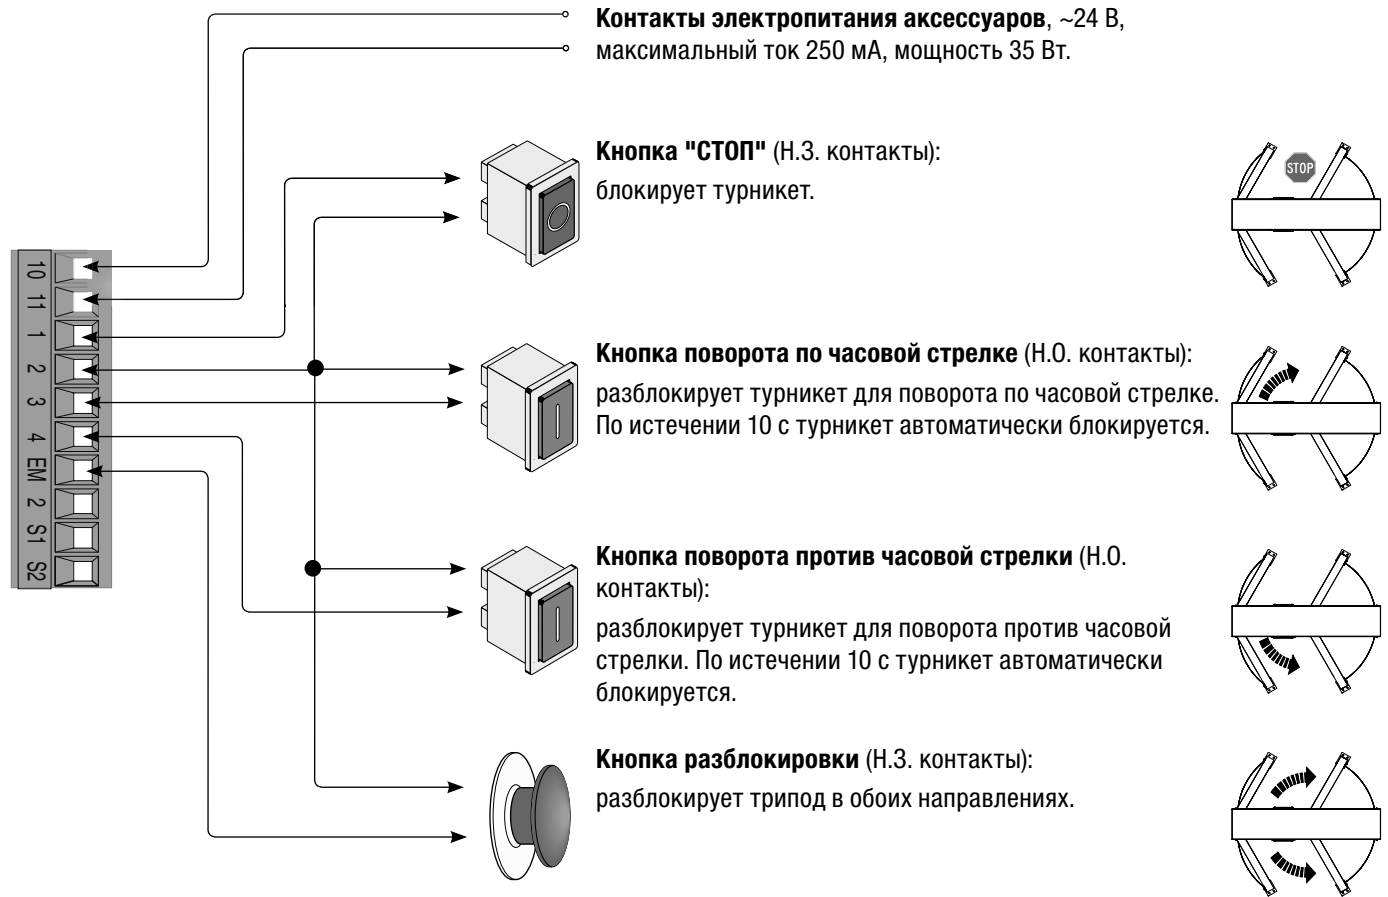 Контакты электропитания аксессуаров, ~24 В,
максимальный ток 250 мА, мощность 35 Вт.
Кнопка "СТОП" (Н.З. контакты):
блокирует турникет.
STOP
10
11
1
2
3
4
EM
2
S1
S2
Кнопка поворота по часовой стрелке (Н.О. контакты):
разблокирует турникет для поворота по часовой стрелке.
По истечении 10 с турникет автоматически блокируется.
Кнопка поворота против часовой стрелки (Н.О.
контакты):
разблокирует турникет для поворота против часовой
стрелки. По истечении 10 с турникет автоматически
блокируется.
Кнопка разблокировки (Н.З. контакты):
разблокирует трипод в обоих направлениях.